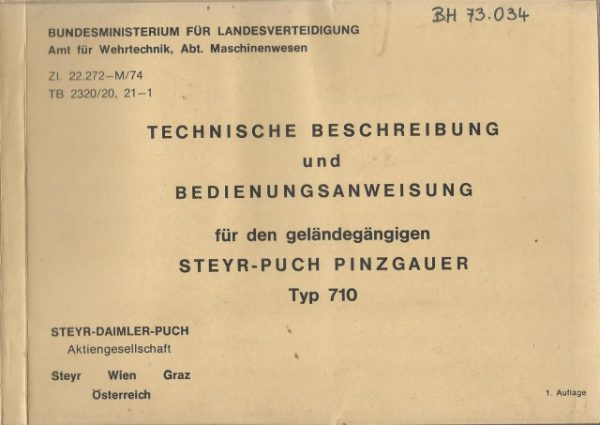 BH 73.034
BUNDESMINISTERIUM FÜR LANDESVERTEIDIGUNG
Amt für Wehrtechnik, Abt. Maschinenwesen
Zl. 22.272—M/74
TB 2320/20, 21—1
TECHNISCHE BESCHREIBUNG
und
BEDIENUNGSANWEISUNG
für den geländegängigen
STEYR-PUCH PINZGAUER
Typ 710
STEYR-DAIMLER-PUCH
Aktiengesellschaft
Steyr Wien Graz
Österreich
1. Auflage